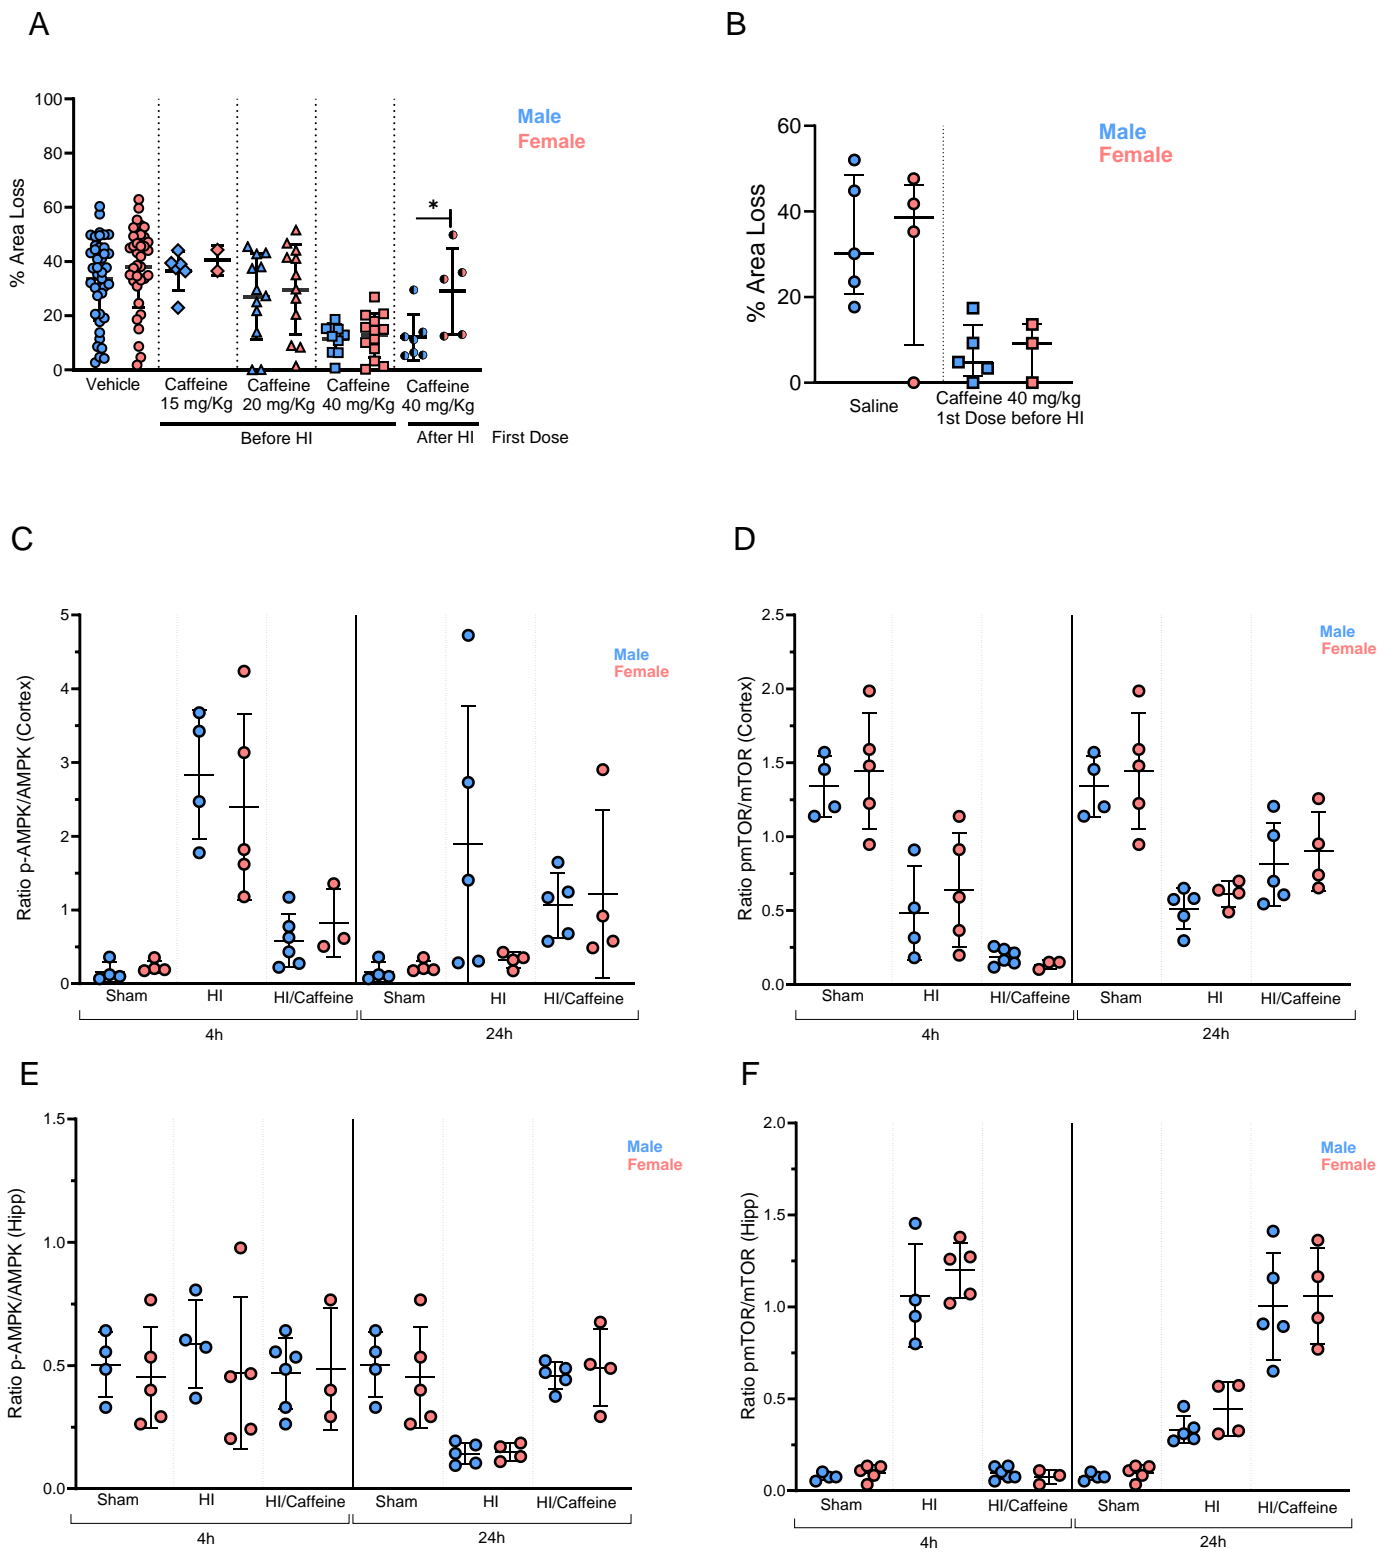 A
B
% Area Loss
100
80
60
40
20
0
Male
Female
*
Vehicle
Caffeine
15 mg/Kg
Caffeine
20 mg/Kg
Caffeine
40 mg/Kg
Caffeine
40 mg/Kg
Before HI
After HI
First Dose
% Area Loss
60
40
20
0
Male
Female
Saline
Caffeine 40 mg/kg
1st Dose before HI
C
D
Ratio p-AMPK/AMPK (Cortex)
5
4
3
2
1
0
Male
Female
Sham
HI
HI/Caffeine
Sham
HI
HI/Caffeine
4h
24h
Ratio pmTOR/mTOR (Cortex)
2.5
2.0
1.5
1.0
0.5
0.0
Male
Female
Sham
HI
HI/Caffeine
Sham
HI
HI/Caffeine
4h
24h
E
F
Ratio p-AMPK/AMPK (Hipp)
1.5
1.0
0.5
0.0
Male
Female
Sham
HI
HI/Caffeine
Sham
HI
HI/Caffeine
4h
24h
Ratio pmTOR/mTOR (Hipp)
2.0
1.5
1.0
0.5
0.0
Male
Female
Sham
HI
HI/Caffeine
Sham
HI
HI/Caffeine
4h
24h